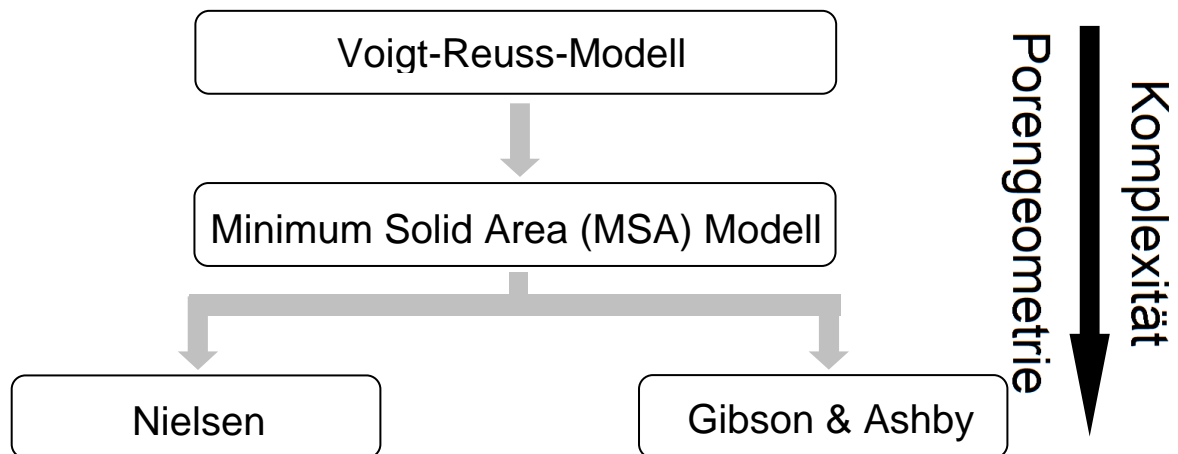 Voigt-Reuss-Modell
Minimum Solid Area (MSA) Modell
Nielsen
Gibson & Ashby
Komplexität
Porengeometrie